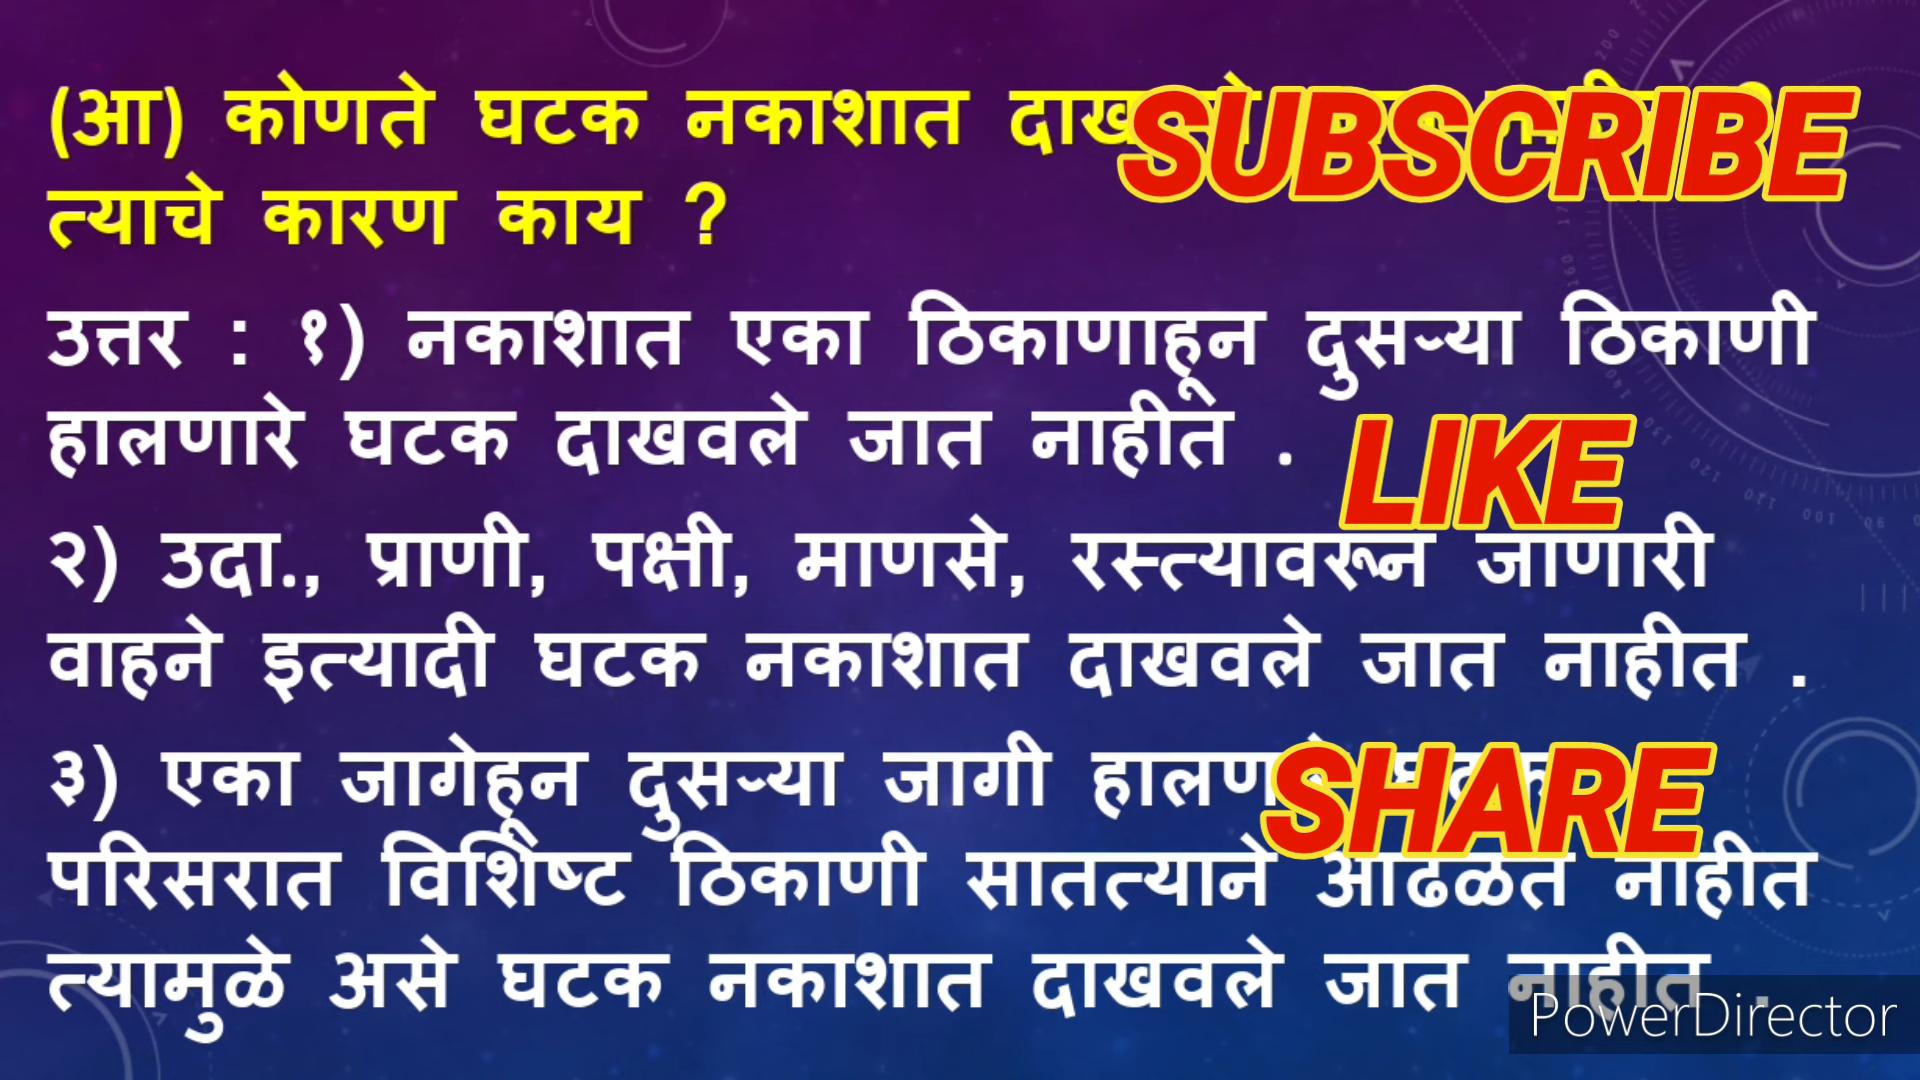 (आ) कोणते घटक नकाशात
SUBSCRIBE
त्याचे कारण काय ?
उत्तर : १) नकाशात एका ठिकाणाहून दुसऱ्या ठिकाणी
हालणारे घटक दाखवले जात नाहीत .
LIKE
२) उदा., प्राणी, पक्षी, माणसे, रस्त्यावरून जाणारी
वाहने इत्यादी घटक नकाशात दाखवले जात नाहीत .
३) एका जागेहून दुसऱ्या जागी
SHARE
परिसरात विशिष्ट ठिकाणी सातत्याने आढळत नाहीत
त्यामुळे असे घटक नकाशात दाखवले जात नाहीत .
PowerDirector